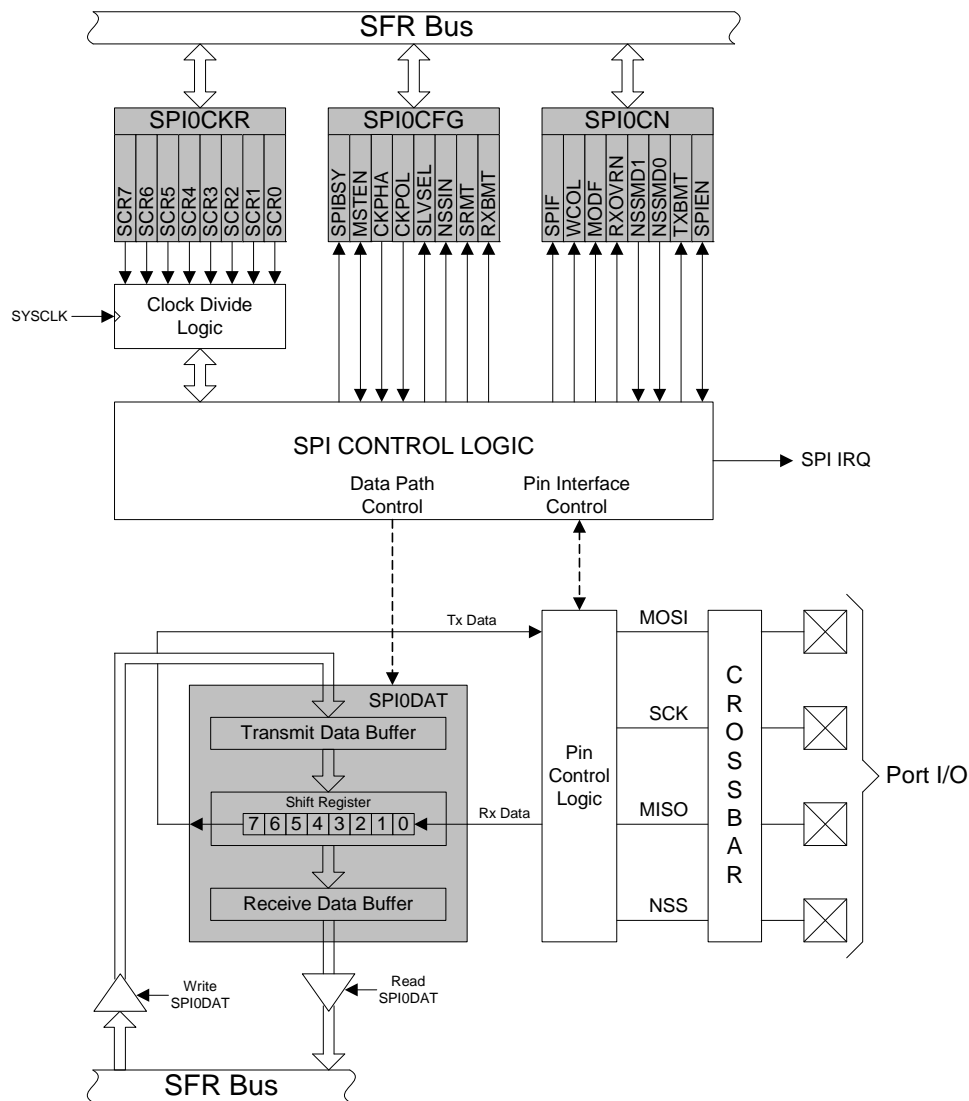 SFR Bus
SPI0CKR
SCR7
SCR6
SCR5
SCR4
SCR3
SCR2
SCR1
SCR0
SPI0CFG
SPIBSY
MSTEN
CKPHA
CKPOL
SLVSEL
NSSIN
SRMT
RXBMT
SPI0CN
SPIF
WCOL
MODF
RXOVRN
NSSMD1
NSSMD0
TXBMT
SPIEN
SYSCLK
Clock Divide
Logic
SPI CONTROL LOGIC
Data Path
Control
Pin Interface
Control
SPI IRQ
Tx Data
SPI0DAT
Transmit Data Buffer
Shift Register
7 6 5 4 3 2 1 0
Rx Data
Receive Data Buffer
Pin
Control
Logic
MOSI
SCK
MISO
NSS
CROSSBAR
Port I/O
Write
SPI0DAT
Read
SPI0DAT
SFR Bus